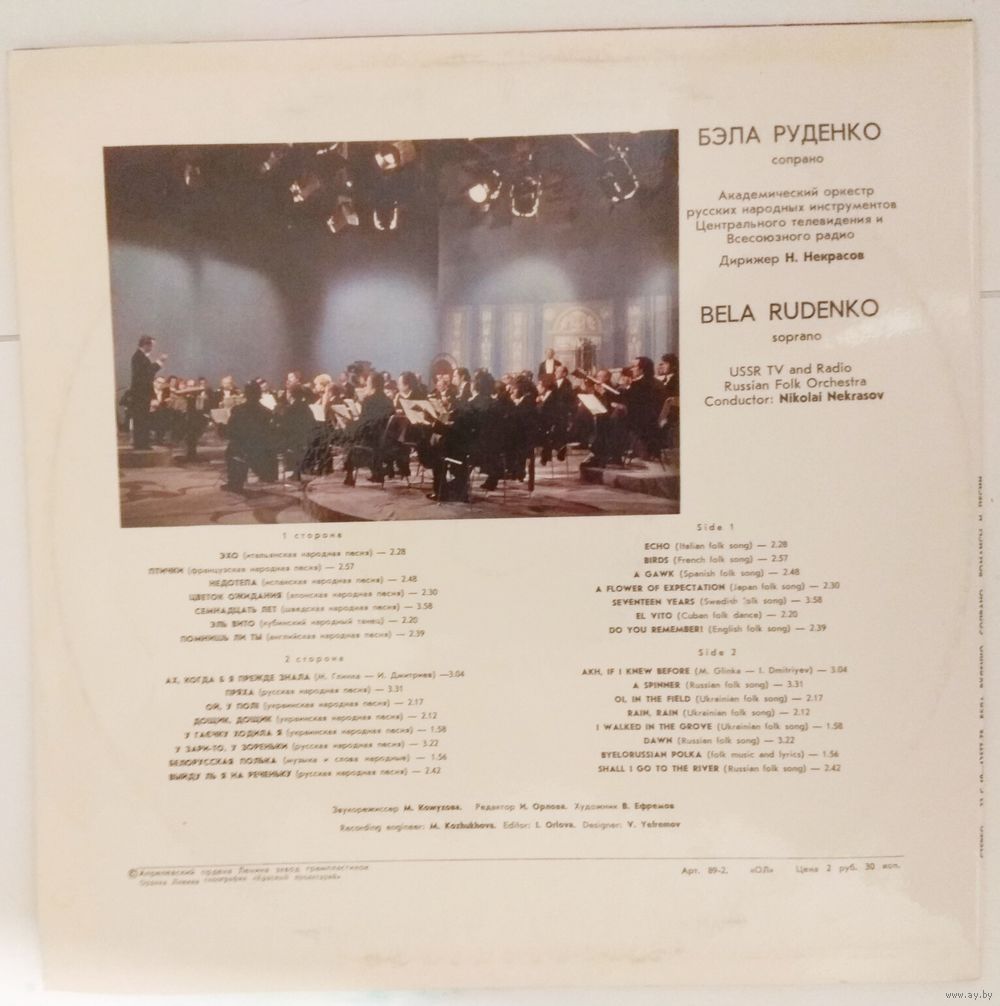 БЭЛА РУДЕНКО
сопрано
Академический оркестр
русских народных инструментов
Центрального телевидения и
Всесоюзного радио
Дирижер Н. Некрасов
BELA RUDENKO
soprano
USSR TV and Radio
Russian Folk Orchestra
Conductor: Nikolai Nekrasov
1 сторона
ЭХО (итальянская народная песня) — 2.28
ПТИЧКИ (французская народная песня) — 2.57
НЕДОТЕПА (испанская народная песня) — 2.48
ЦВЕТОК ОЖИДАНИЯ (японская народная песня) — 2.30
СЕМНАДЦАТЬ ЛЕТ (шведская народная песня) — 3.58
ЭЛЬ ВИТО (кубинский народный танец) — 2.20
ПОМНИШЬ ЛИ ТЫ (английская народная песня) — 2.39
2 сторона
АХ, КОГДА Б Я ПРЕЖДЕ ЗНАЛА (М. Глинка — И. Дмитриев) —3.04
ПРЯХА (русская народная песня) — 3.31
ОЙ, У ПОЛІ (украинская народная песня) — 2.17
ДОЩИК, ДОЩИК (украинская народная песня) — 2.12
У ГАЄЧКУ ХОДИЛА Я (украинская народная песня) — 1.58
У ЗАРИ-ТО, У ЗОРЕНЬКИ (русская народная песня) — 3.22
БЕЛОРУССКАЯ ПОЛЬКА (музыка и слова народные) — 1.56
ВЫЙДУ ЛЬ Я НА РЕЧЕНЬКУ (русская народная песня) — 2.42
Side 1
ECHO (Italian folk song) — 2.28
BIRDS (French folk song) — 2.57
A GAWK (Spanish folk song) — 2.48
A FLOWER OF EXPECTATION (Japan folk song) — 2.30
SEVENTEEN YEARS (Swedish folk song) — 3.58
EL VITO (Cuban folk dance) — 2.20
DO YOU REMEMBER! (English folk song) — 2.39
Side 2
AKH, IF I KNEW BEFORE (M. Glinka — I. Dmitriyev) — 3.04
A SPINNER (Russian folk song) — 3.31
OI, IN THE FIELD (Ukrainian folk song) — 2.17
RAIN, RAIN (Ukrainian folk song) — 2.12
I WALKED IN THE GROVE (Ukrainian folk song) — 1.58
DAWN (Russian folk song) — 3.22
BYELORUSSIAN POLKA (folk music and lyrics) — 1.56
SHALL I GO TO THE RIVER (Russian folk song) — 2.42
Звукорежиссер М. Кожухова. Редактор И. Орлова. Художник В. Ефремов
Recording engineer: M. Kozhukhova. Editor: I. Orlova. Designer: V. Yefremov
© Апрелевский ордена Ленина завод грампластинок
Ордена Ленина типография «Красный пролетарий»
Арт. 89-2. «ОЛ» Цена 2 руб. 30 коп.
www.ay.by